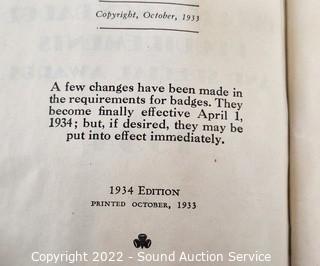 Copyright, October, 1933
A few changes have been made in
the requirements for badges. They
become finally effective April 1,
1934; but, if desired, they may be
put into effect immediately.
1934 EDITION
PRINTED OCTOBER, 1933
Copyright 2022 - Sound Auction Service